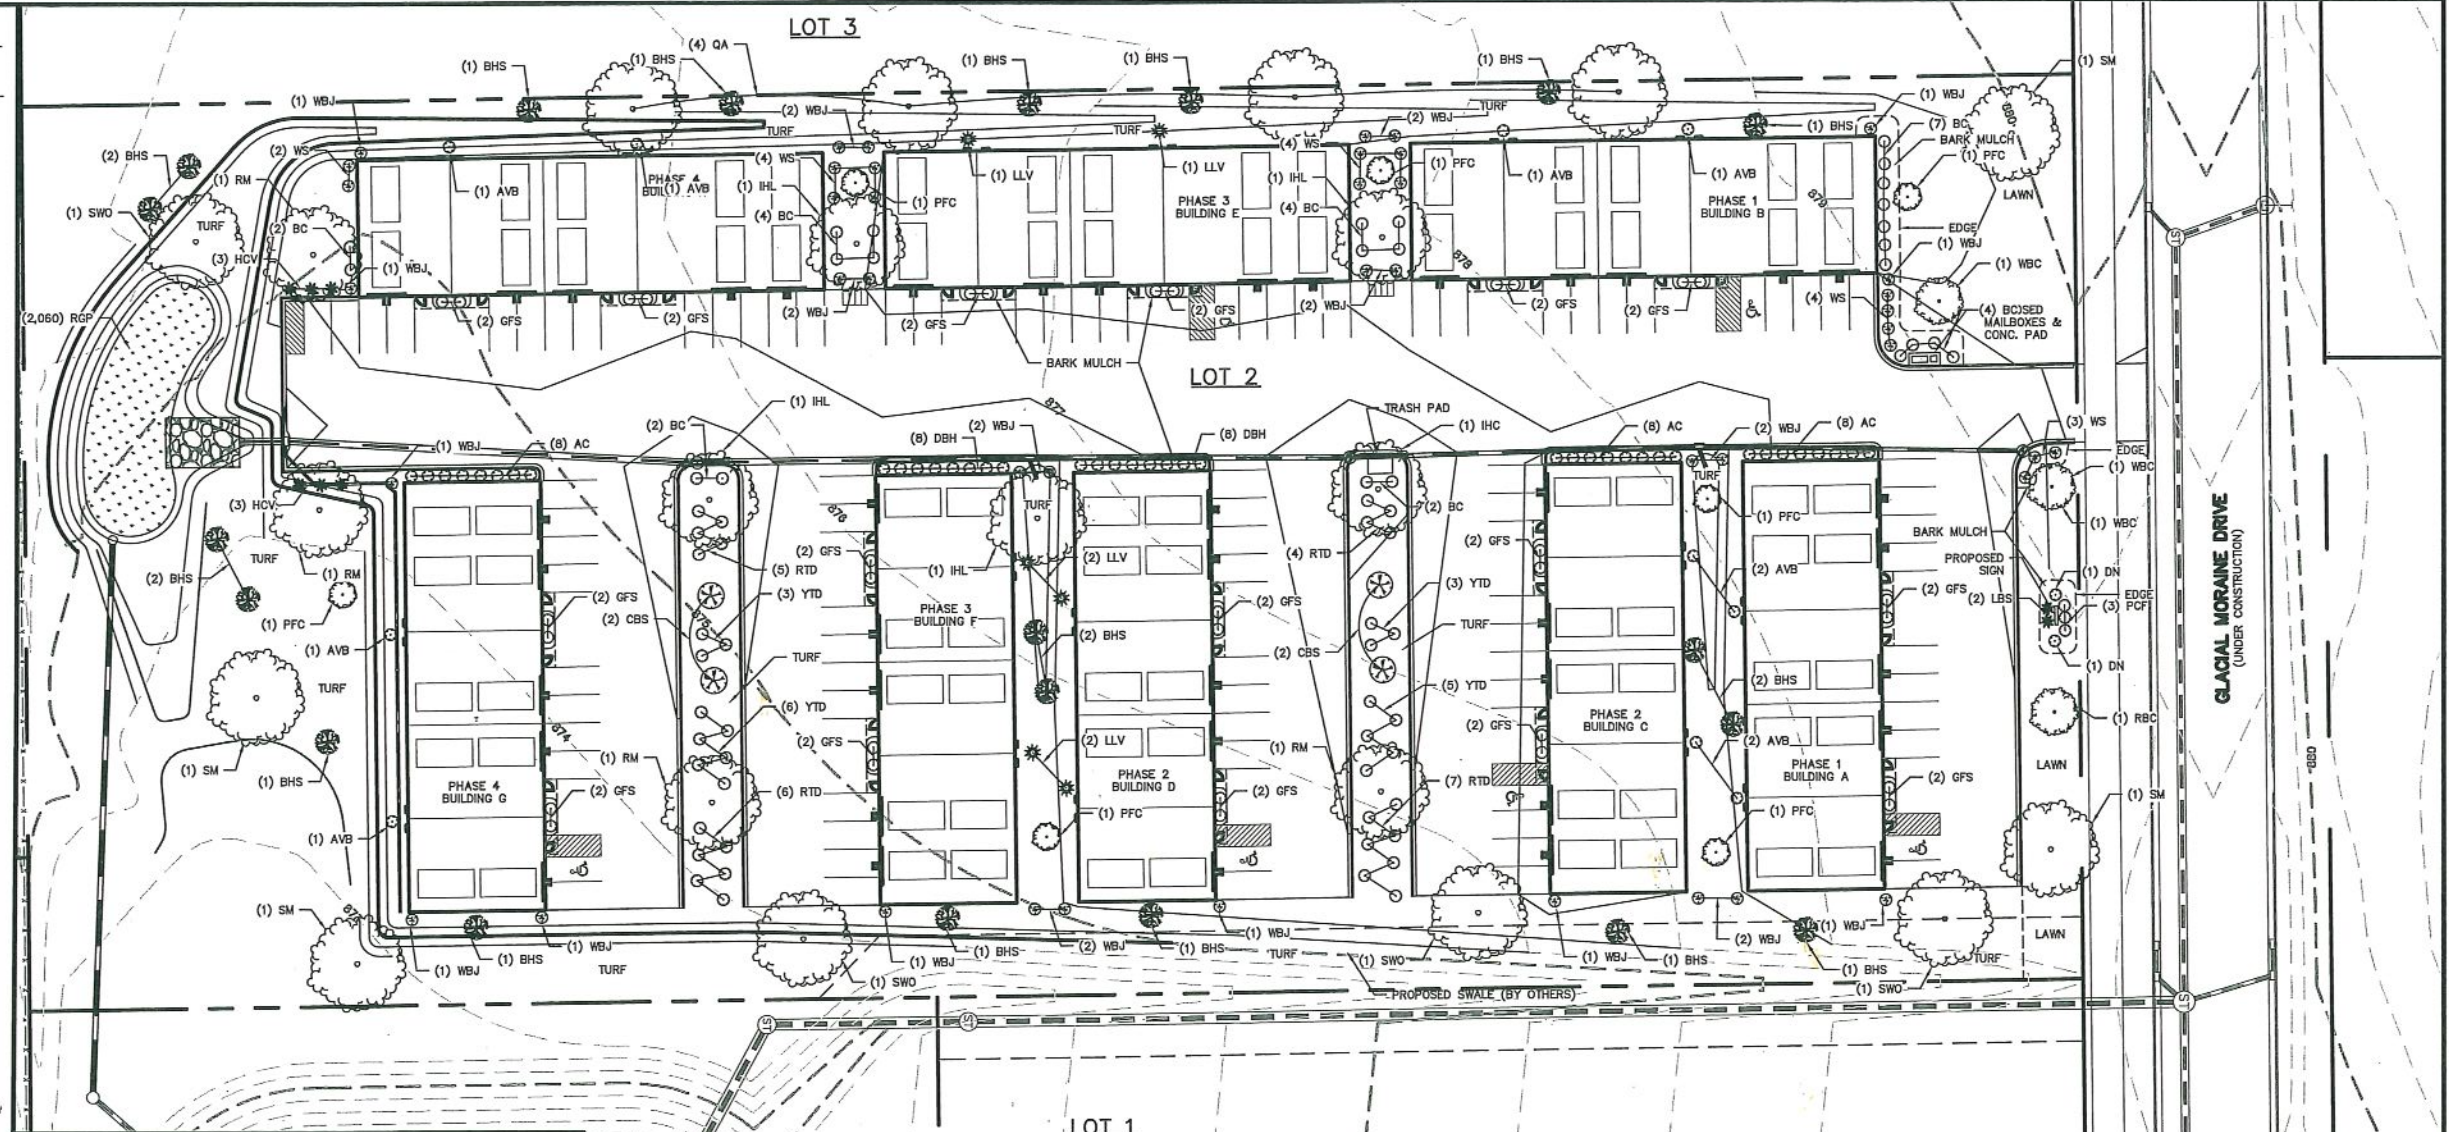 LOT 3
(4) QA
(1) BHS
(1) BHS
(1) BHS
(1) BHS
(1) BHS
(1) SM
(1) WBJ
(2) WBJ
TURF
TURF
TURF
(2) WBJ
(1) WBJ
(7) BC
BARK MULCH
(1) PFC
(1) BHS
(2) BHS
(2) WS
(4) WS
(4) WS
(1) RM
(1) AVB
PHASE 4
(1) AVB
(1) IHL
(1) LLV
(1) LLV
(1) IHL
(1) PFC
(1) AVB
(1) AVB
LAWN
(1) SWO
TURF
(2) BC
(4) BC
(1) PFC
PHASE 3
BUILDING E
(4) BC
PHASE 1
BUILDING B
879
880
EDGE
(3) HCV
(1) WBJ
878
(1) WBJ
(1) WBC
(2,060) RGP
(2) GFS
(2) GFS
(2) WBJ
(2) GFS
(2) GFS
(2) WBJ
(2) GFS
(2) GFS
(4) WS
(4) BC
MAILBOXES &
CONC. PAD
BARK MULCH
LOT 2
877
(1) IHL
TRASH PAD
(2) BC
(1) IHC
(1) WBJ
(8) AC
(8) DBH
(2) WBJ
(8) DBH
(8) AC
(2) WBJ
(8) AC
(3) WS
EDGE
(1) WBC
(3) HCV
876
TURF
(2) BC
TURF
(1) PFC
(1) WBC
BARK MULCH
TURF
(1) RM
(2) BHS
(1) PFC
(2) GFS
(5) RTD
(3) YTD
(2) CBS
875
(2) GFS
(1) IHL
(2) LLV
PHASE 3
BUILDING F
(2) GFS
(2) BHS
(4) RTD
(3) YTD
TURF
(2) CBS
(2) GFS
(2) AVB
PROPOSED
SIGN
(2) GFS
(2) LBS
(1) DN
EDGE
(3) PCF
(1) DN
GLACIAL MORAINE DRIVE
(UNDER CONSTRUCTION)
(1) AVB
TURF
TURF
(6) YTD
874
(5) YTD
(2) BHS
(1) RBC
(2) GFS
PHASE 2
BUILDING C
(2) GFS
(2) LLV
(2) AVB
(1) SM
(1) BHS
(1) RM
(1) RM
880
PHASE 4
BUILDING G
(2) GFS
(6) RTD
PHASE 2
BUILDING D
(2) GFS
(7) RTD
PHASE 1
BUILDING A
(2) GFS
LAWN
(1) SM
(1) PFC
(1) PFC
(1) AVB
(1) SM
(1) WBJ
(1) BHS
(1) WBJ
TURF
(1) SWO
(1) WBJ
(1) BHS
(2) WBJ
(1) BHS
(1) WBJ
TURF
(1) SWO
(1) WBJ
(1) BHS
(2) WBJ
(1) WBJ
(1) BHS
(1) SWO
TURF
LAWN
PROPOSED SWALE (BY OTHERS)
ST
ST
ST
ST
LOT 1